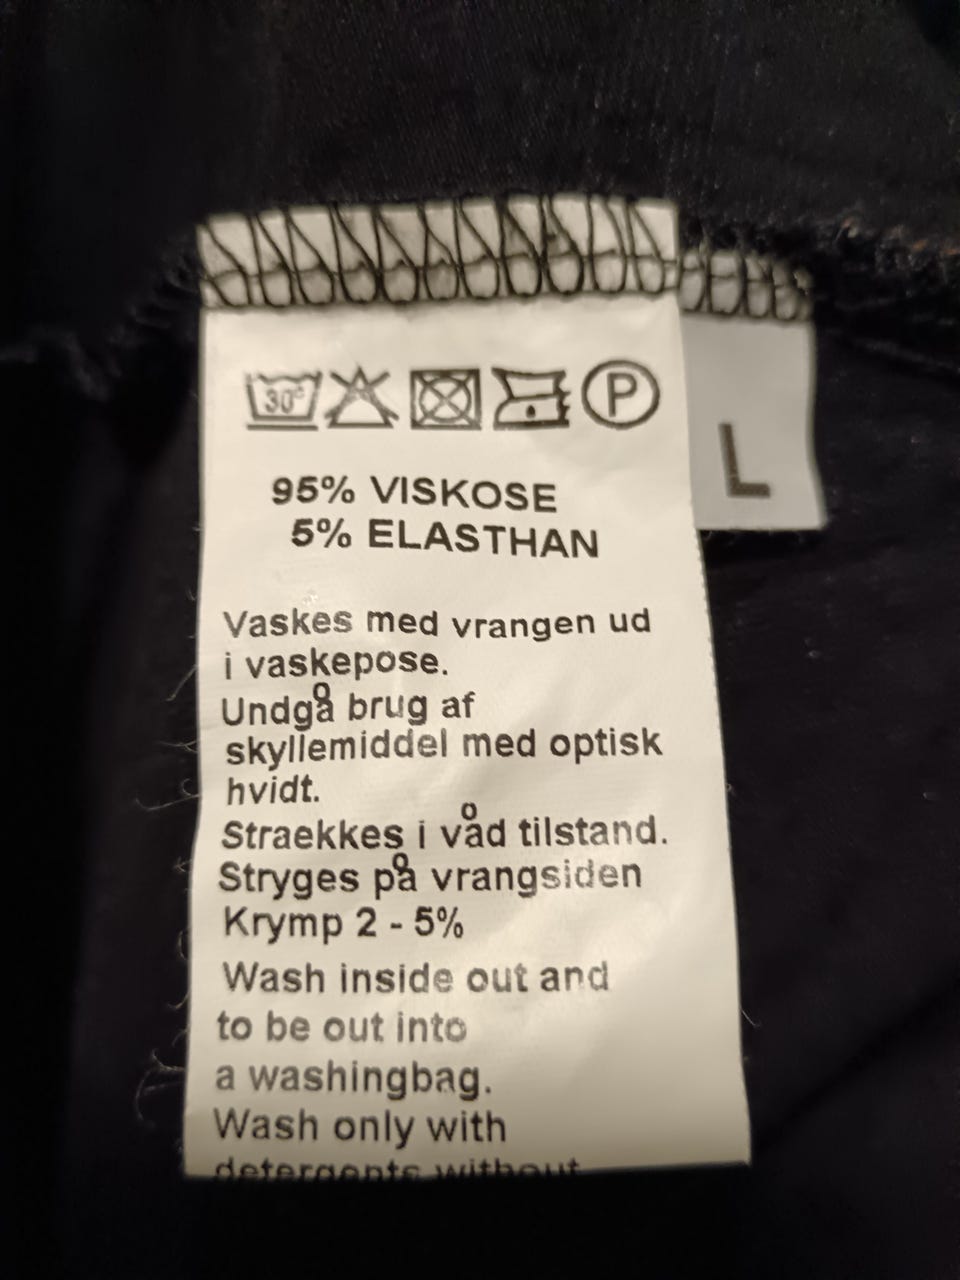 30° P
95% VISKOSE
5% ELASTHAN
L
Vaskes med vrangen ud
i vaskepose.
Undgå brug af
skyllemiddel med optisk
hvidt.
Straekkes i våd tilstand.
Stryges på vrangsiden
Krymp 2 - 5%
Wash inside out and
to be out into
a washingbag.
Wash only with
detergents without